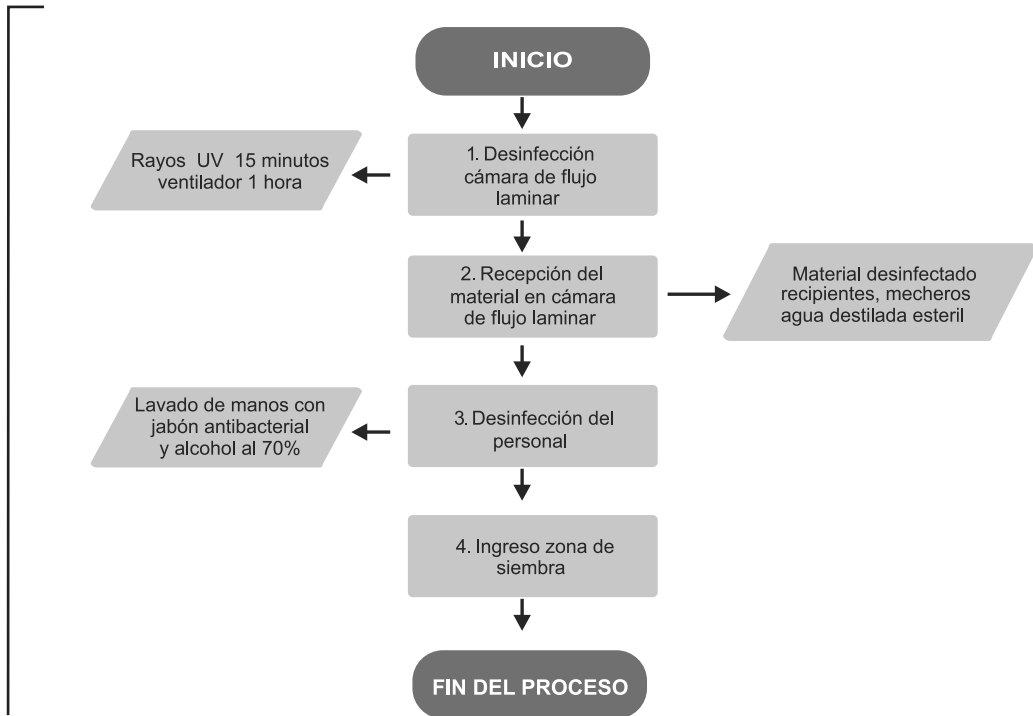 INICIO
1. Desinfección
cámara de flujo
laminar
Rayos UV 15 minutos
ventilador 1 hora
2. Recepción del
material en cámara
de flujo laminar
Material desinfectado
recipientes, mecheros
agua destilada esteril
3. Desinfección del
personal
Lavado de manos con
jabón antibacterial
y alcohol al 70%
4. Ingreso zona de
siembra
FIN DEL PROCESO